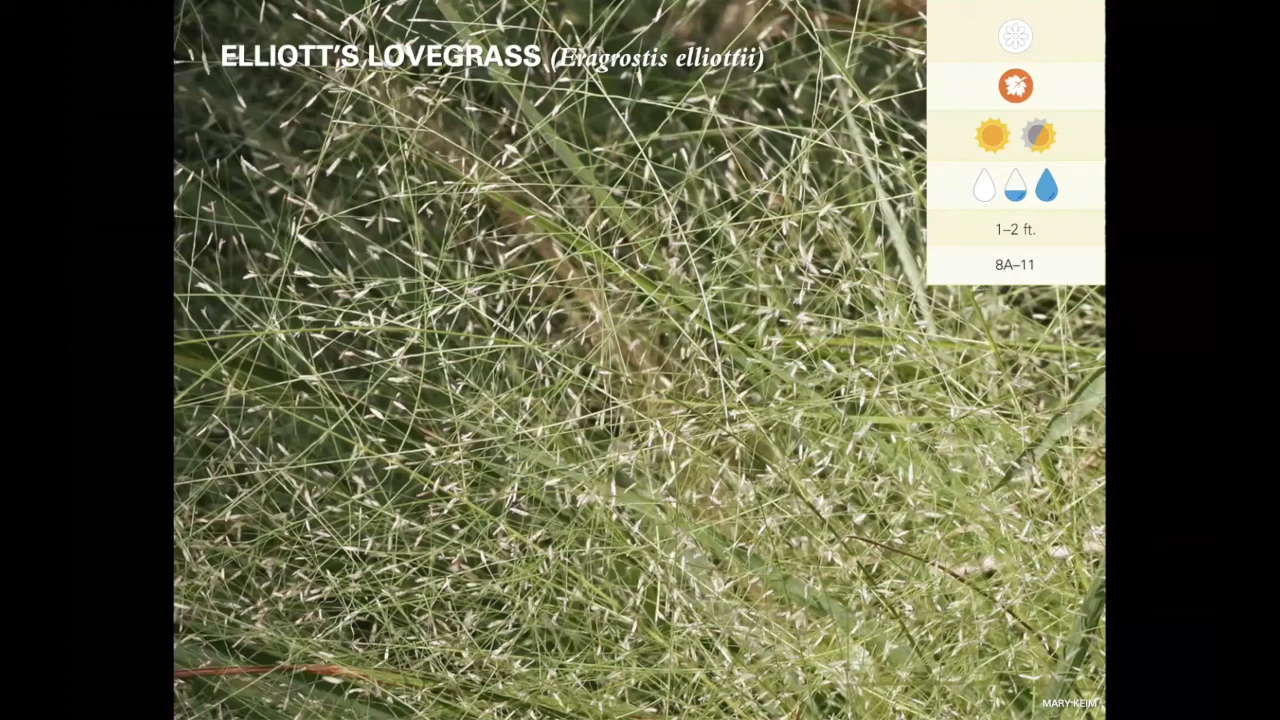 ELLIOTT’S LOVEGRASS (Eragrostis elliottii)
1–2 ft.
8A–11
MARY KEIM